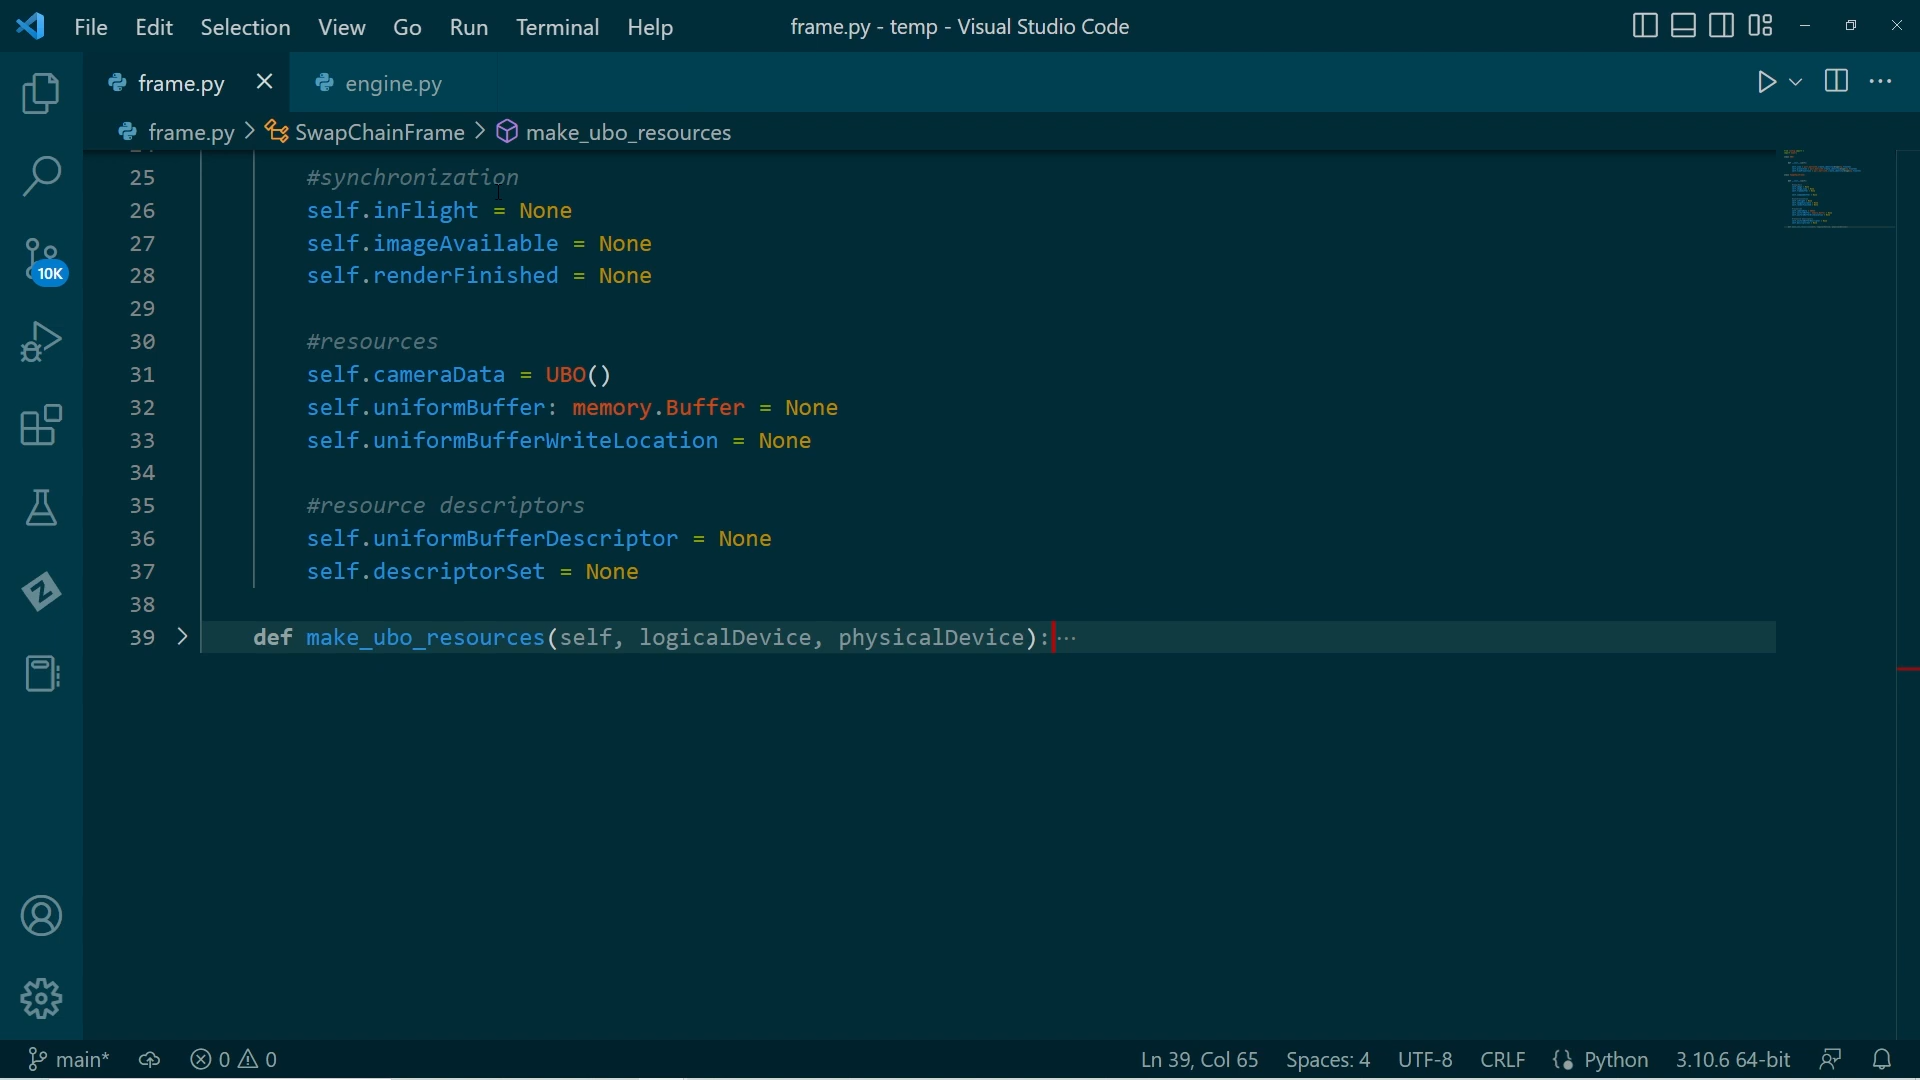 File Edit Selection View Go Run Terminal Help frame.py - temp - Visual Studio Code
frame.py engine.py
frame.py > SwapChainFrame > make_ubo_resources
25 #synchronization
26 self.inFlight = None
27 self.imageAvailable = None
28 self.renderFinished = None
29
30 #resources
31 self.cameraData = UBO()
32 self.uniformBuffer: memory.Buffer = None
33 self.uniformBufferWriteLocation = None
34
35 #resource descriptors
36 self.uniformBufferDescriptor = None
37 self.descriptorSet = None
38
39 def make_ubo_resources(self, logicalDevice, physicalDevice):···
10K
main* 0 0 Ln 39, Col 65 Spaces: 4 UTF-8 CRLF Python 3.10.6 64-bit